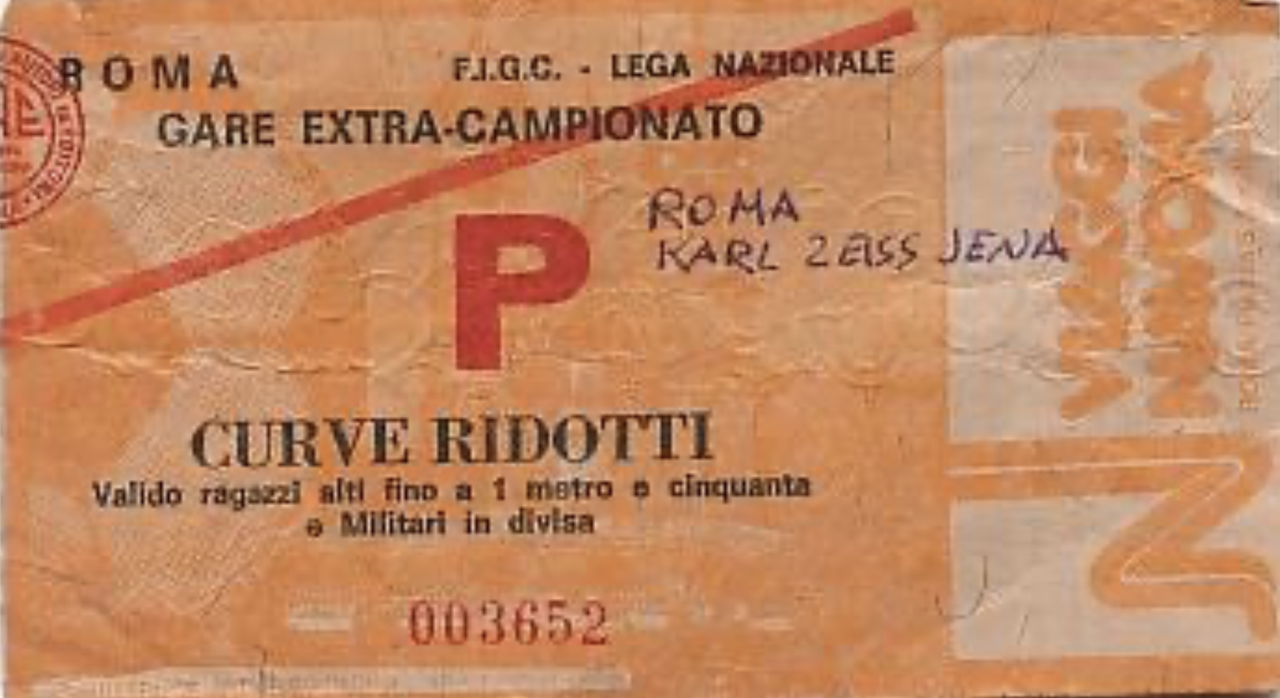 ROMA
F.I.G.C. - LEGA NAZIONALE
GARE EXTRA-CAMPIONATO
P
ROMA
KARL ZEISS JENA
CURVE RIDOTTI
Valido ragazzi alti fino a 1 metro e cinquanta
e Militari in divisa
003652
VIAGGI